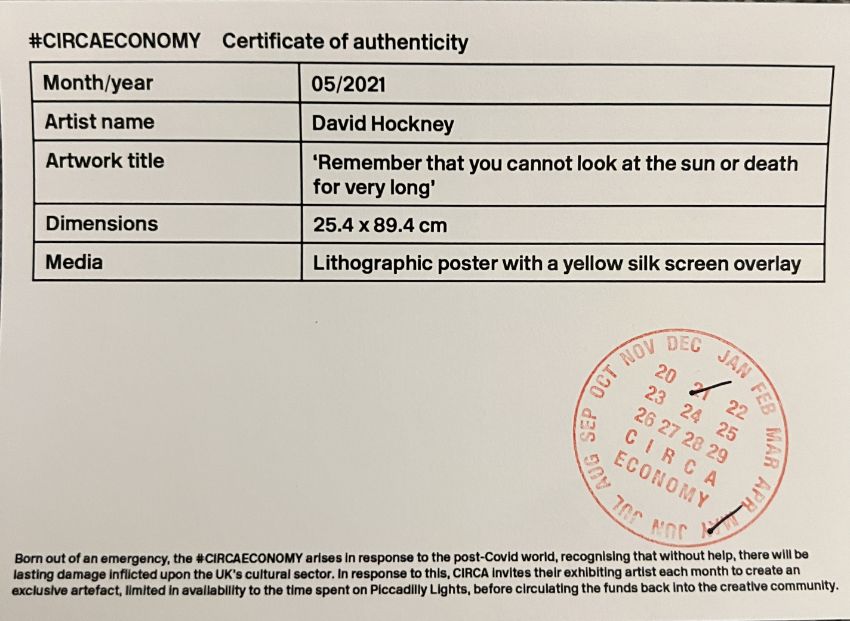 #CIRCAECONOMY Certificate of authenticity
Month/year 05/2021
Artist name David Hockney
Artwork title 'Remember that you cannot look at the sun or death
for very long'
Dimensions 25.4 x 89.4 cm
Media Lithographic poster with a yellow silk screen overlay
JAN FEB MAR APR MAY JUN JUL AUG SEP OCT NOV DEC
20 21 22
23 24 25
26 27 28 29
CIRCA
ECONOMY
Born out of an emergency, the #CIRCAECONOMY arises in response to the post-Covid world, recognising that without help, there will be
lasting damage inflicted upon the UK's cultural sector. In response to this, CIRCA invites their exhibiting artist each month to create an
exclusive artefact, limited in availability to the time spent on Piccadilly Lights, before circulating the funds back into the creative community.